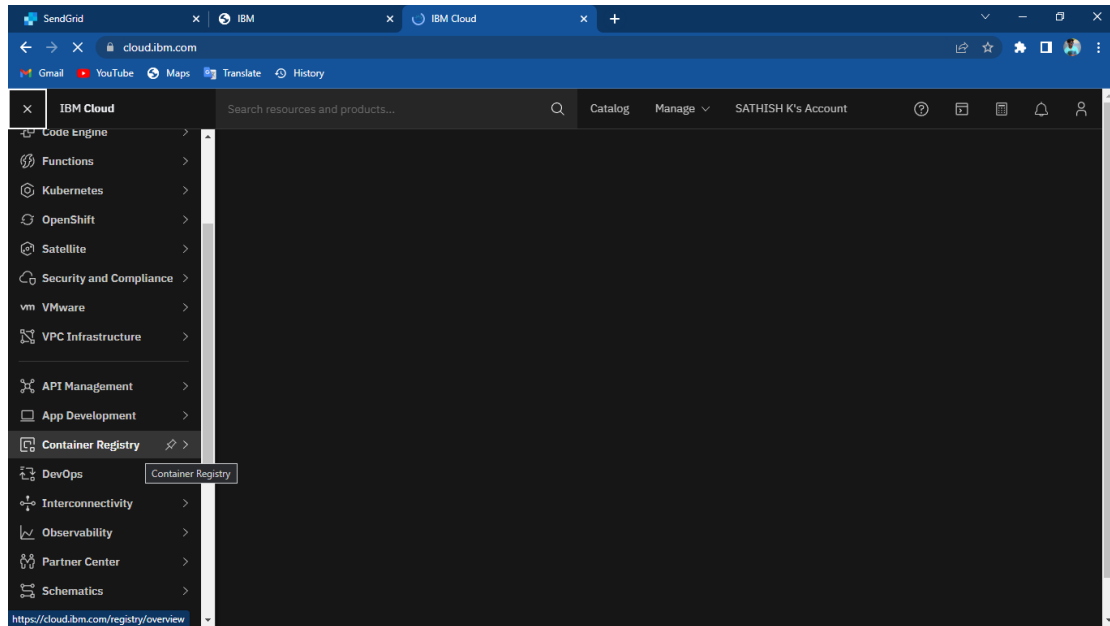 SendGrid
IBM
IBM Cloud
cloud.ibm.com
Gmail YouTube Maps Translate History
IBM Cloud Search resources and products... Catalog Manage SATHISH K's Account
Code Engine
Functions
Kubernetes
OpenShift
Satellite
Security and Compliance
vm VMware
VPC Infrastructure
API Management
App Development
Container Registry
DevOps
Container Registry
Interconnectivity
Observability
Partner Center
Schematics
https://cloud.ibm.com/registry/overview